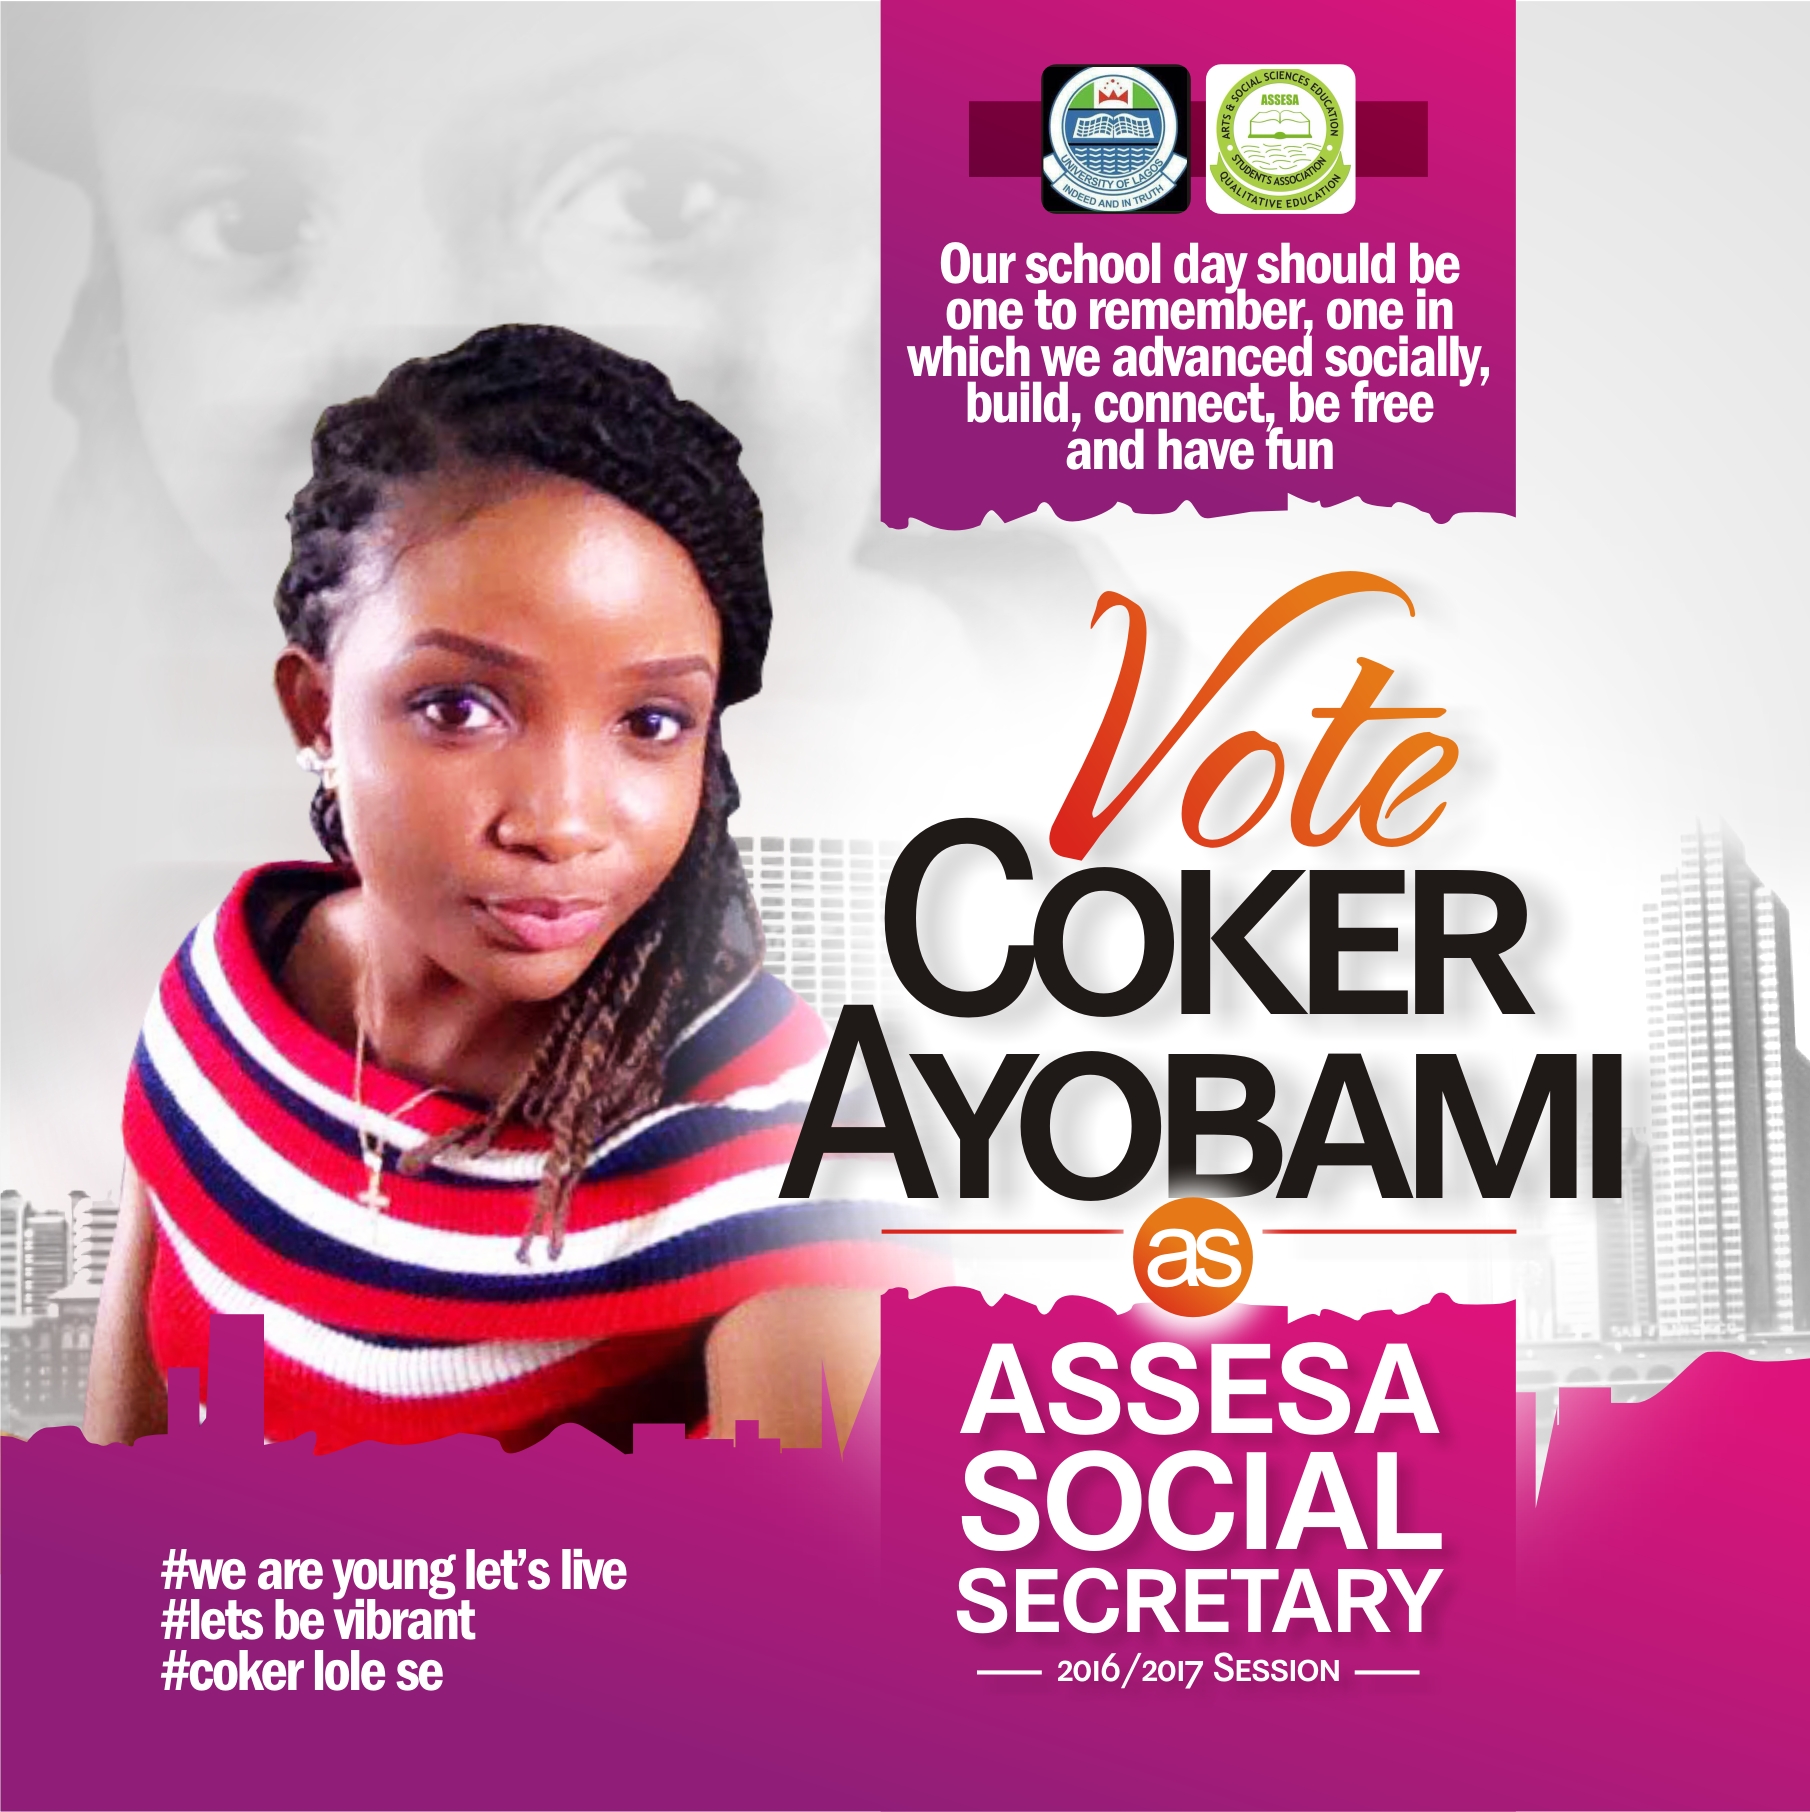 UNIVERSITY OF LAGOS
INDEED AND IN TRUTH
ARTS & SOCIAL SCIENCES EDUCATION
ASSESA
STUDENTS ASSOCIATION
QUALITATIVE EDUCATION
Our school day should be
one to remember, one in
which we advanced socially,
build, connect, be free
and have fun
Vote
COKER
AYOBAMI
as
ASSESA
SOCIAL
SECRETARY
2016/2017 SESSION
#we are young let's live
#lets be vibrant
#coker lole se